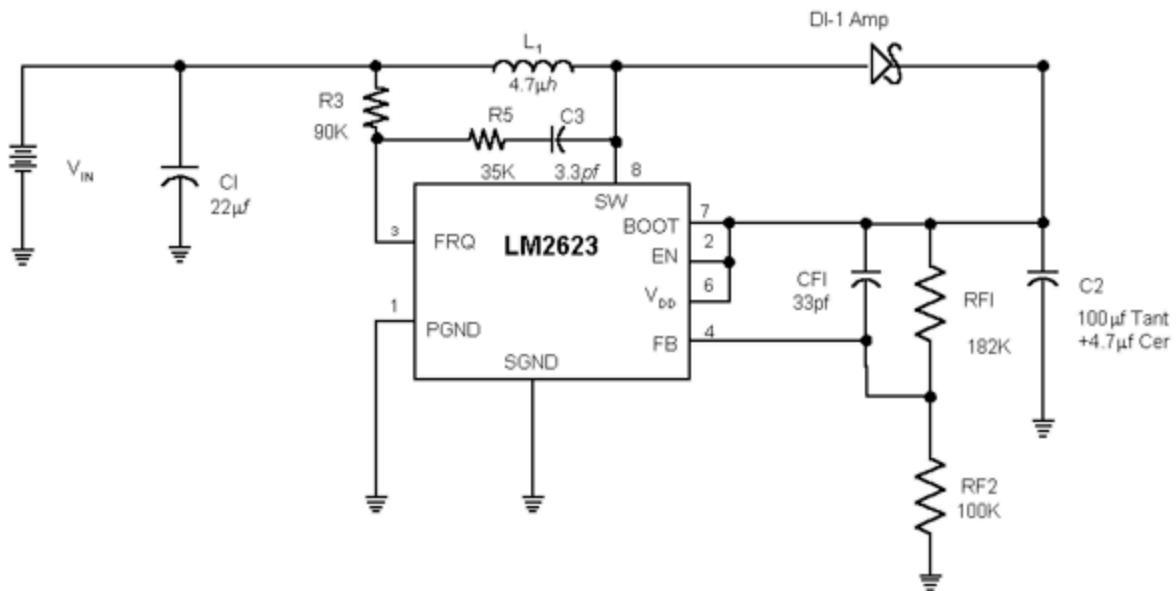 DI-1 Amp
L1
4.7μh
R3
90K
R5
35K
C3
3.3pf
VIN
CI
22μf
8
SW
BOOT
7
EN
2
VDD
6
FB
4
3
FRQ
LM2623
1
PGND
SGND
CFI
33pf
RFI
182K
C2
100μf Tant
+4.7μf Cer
RF2
100K